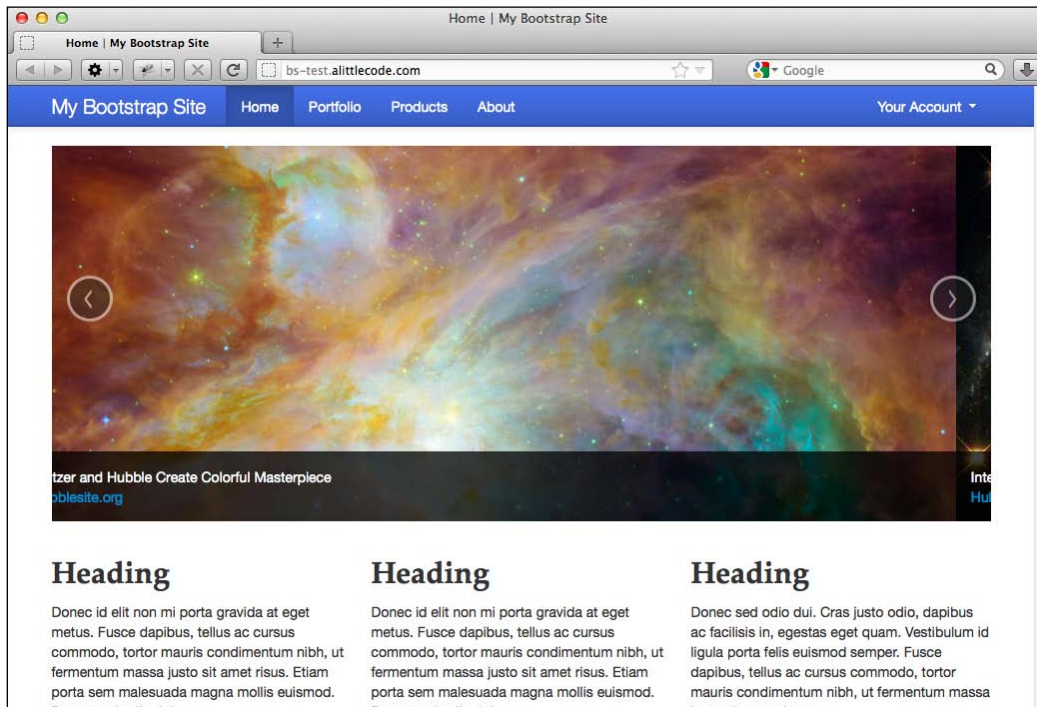 Home | My Bootstrap Site
Home | My Bootstrap Site
bs-test.alittlecode.com
Google
My Bootstrap Site Home Portfolio Products About Your Account
tzer and Hubble Create Colorful Masterpiece
bblesite.org
Inte
Hul
Heading
Donec id elit non mi porta gravida at eget
metus. Fusce dapibus, tellus ac cursus
commodo, tortor mauris condimentum nibh, ut
fermentum massa justo sit amet risus. Etiam
porta sem malesuada magna mollis euismod.
Heading
Donec id elit non mi porta gravida at eget
metus. Fusce dapibus, tellus ac cursus
commodo, tortor mauris condimentum nibh, ut
fermentum massa justo sit amet risus. Etiam
porta sem malesuada magna mollis euismod.
Heading
Donec sed odio dui. Cras justo odio, dapibus
ac facilisis in, egestas eget quam. Vestibulum id
ligula porta felis euismod semper. Fusce
dapibus, tellus ac cursus commodo, tortor
mauris condimentum nibh, ut fermentum massa